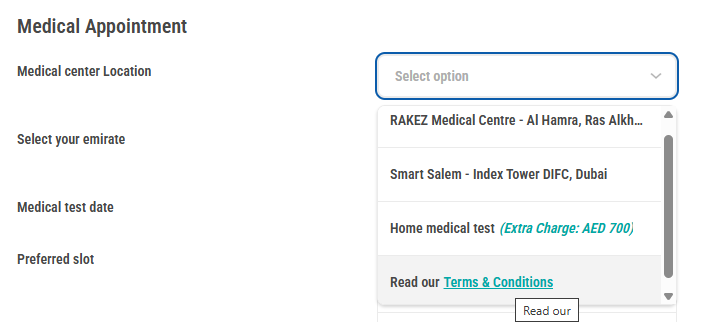 Medical Appointment
Medical center Location
Select option
RAKEZ Medical Centre - Al Hamra, Ras Alkh...
Select your emirate
Smart Salem - Index Tower DIFC, Dubai
Medical test date
Home medical test (Extra Charge: AED 700)
Preferred slot
Read our Terms & Conditions
Read our